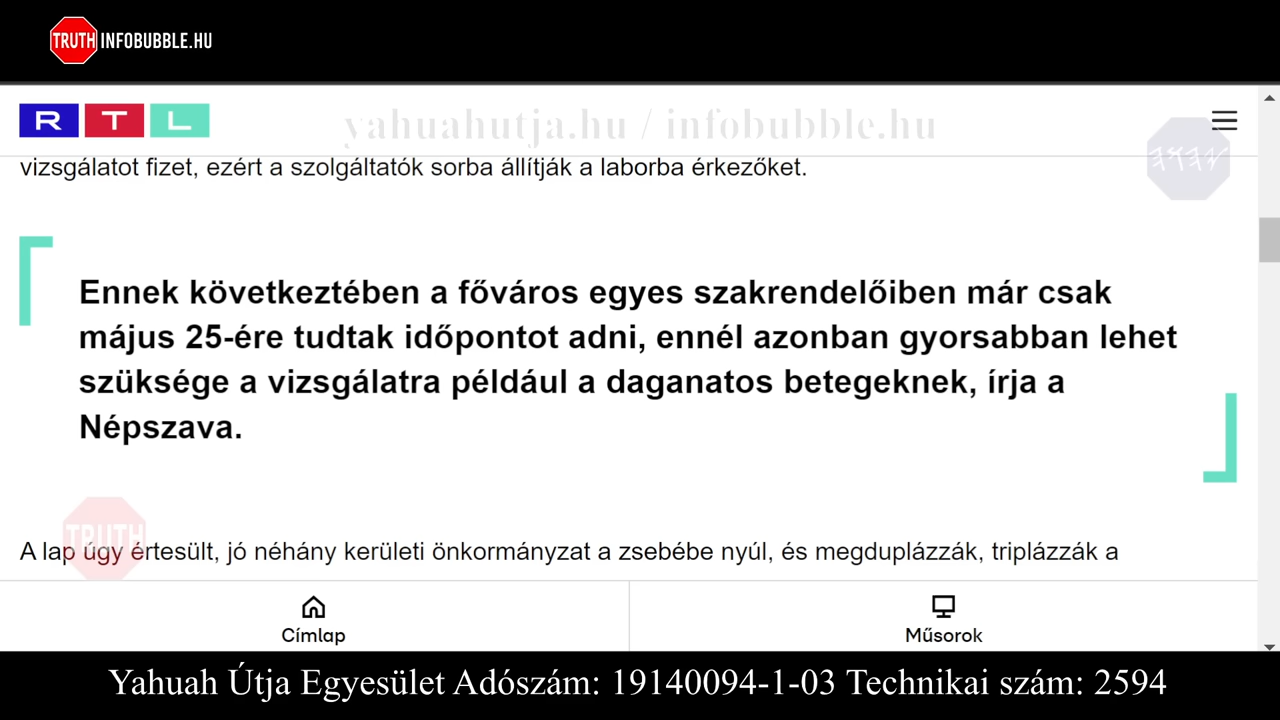 TRUTH INFOBUBBLE.HU
RTL
yahuahutja.hu / infobubble.hu
vizsgálatot fizet, ezért a szolgáltatók sorba állítják a laborba érkezőket.
Ennek következtében a főváros egyes szakrendelőiben már csak
május 25-ére tudtak időpontot adni, ennél azonban gyorsabban lehet
szüksége a vizsgálatra például a daganatos betegeknek, írja a
Népszava.
TRUTH
A lap úgy értesült, jó néhány kerületi önkormányzat a zsebébe nyúl, és megduplázzák, triplázzák a
Címlap
Műsorok
Yahuah Útja Egyesület Adószám: 19140094-1-03 Technikai szám: 2594